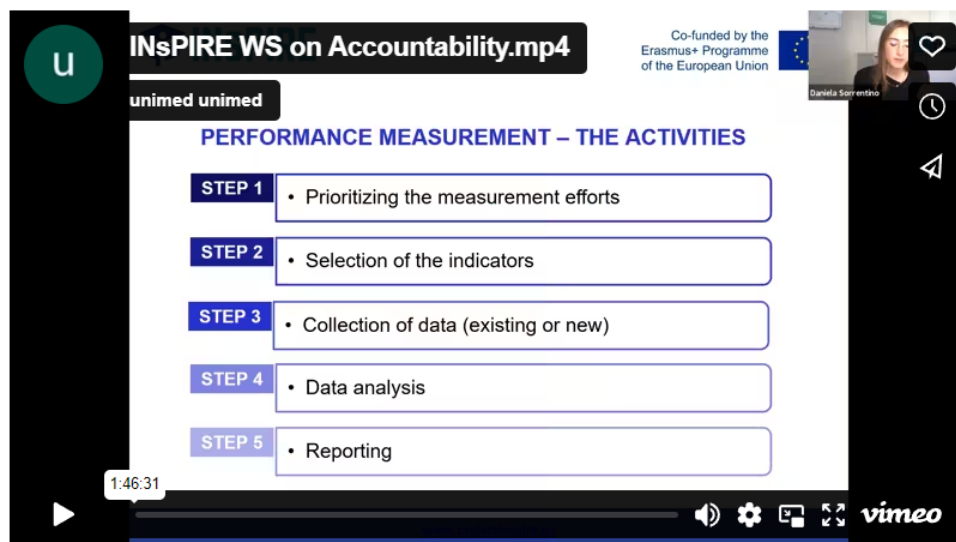 u
INsPIRE WS on Accountability.mp4
unimed unimed
Co-funded by the
Erasmus+ Programme
of the European Union
Daniela Sorrentino
PERFORMANCE MEASUREMENT – THE ACTIVITIES
STEP 1
• Prioritizing the measurement efforts
STEP 2
• Selection of the indicators
STEP 3
• Collection of data (existing or new)
STEP 4
• Data analysis
STEP 5
• Reporting
1:46:31
vimeo